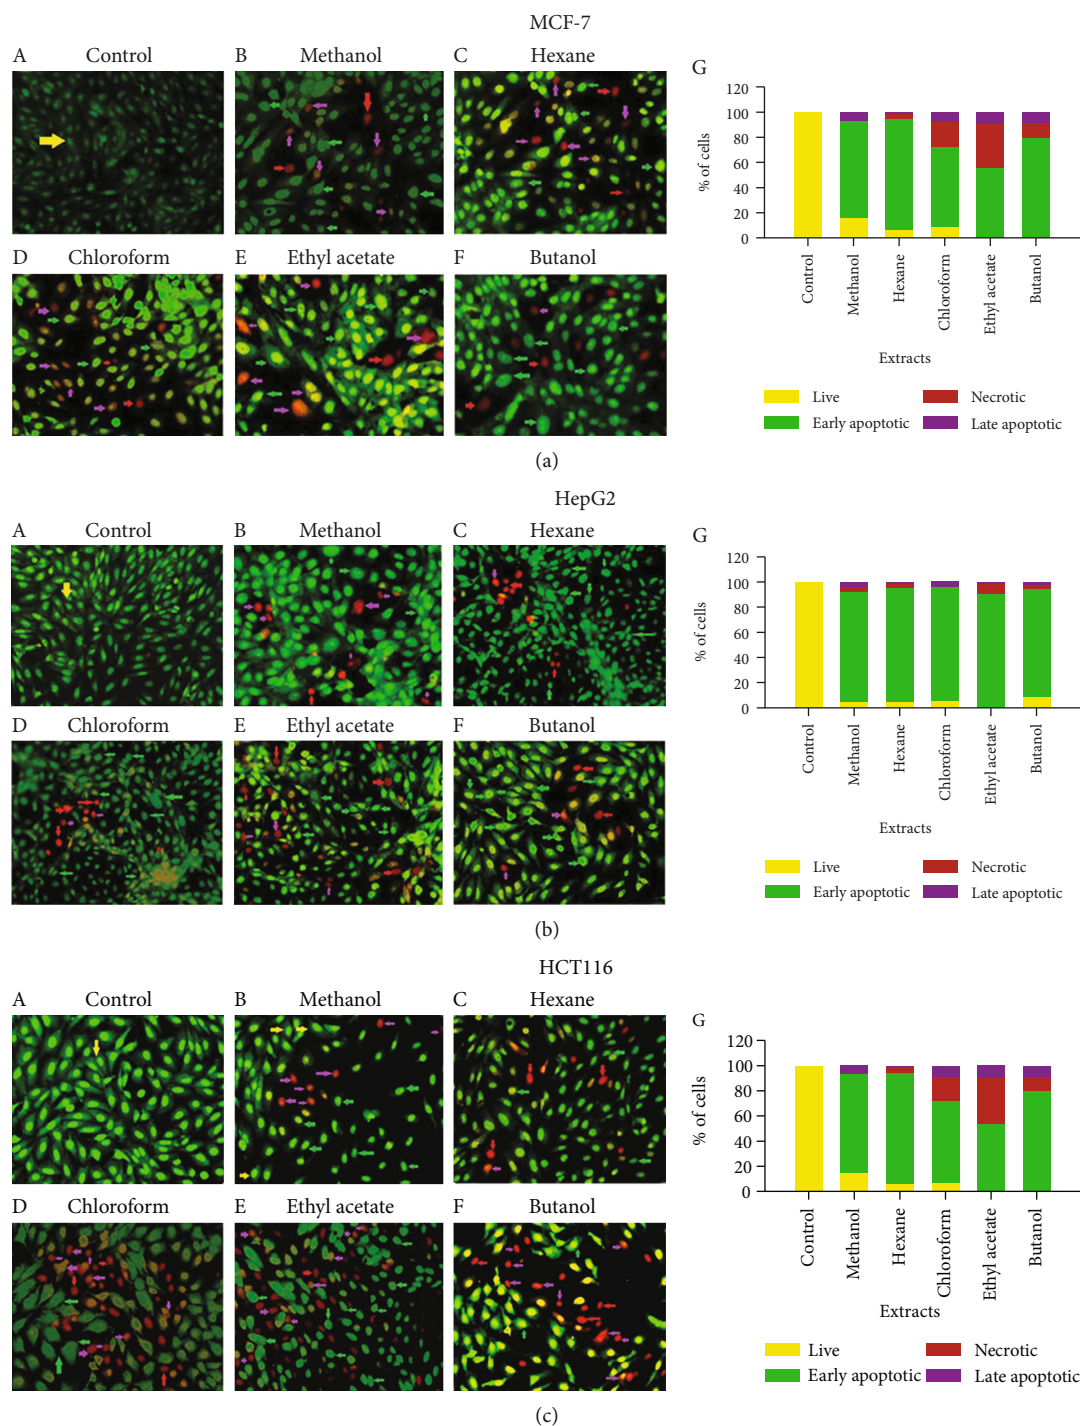 MCF-7
A Control B Methanol C Hexane
D Chloroform E Ethyl acetate F Butanol
G
120
100
80
60
40
20
0
% of cells
Control
Methanol
Hexane
Chloroform
Ethyl acetate
Butanol
Extracts
Live Necrotic
Early apoptotic Late apoptotic
(a)
HepG2
A Control B Methanol C Hexane
D Chloroform E Ethyl acetate F Butanol
G
120
100
80
60
40
20
0
% of cells
Control
Methanol
Hexane
Chloroform
Ethyl acetate
Butanol
Extracts
Live Necrotic
Early apoptotic Late apoptotic
(b)
HCT116
A Control B Methanol C Hexane
D Chloroform E Ethyl acetate F Butanol
G
120
100
80
60
40
20
0
% of cells
Control
Methanol
Hexane
Chloroform
Ethyl acetate
Butanol
Extracts
Live Necrotic
Early apoptotic Late apoptotic
(c)